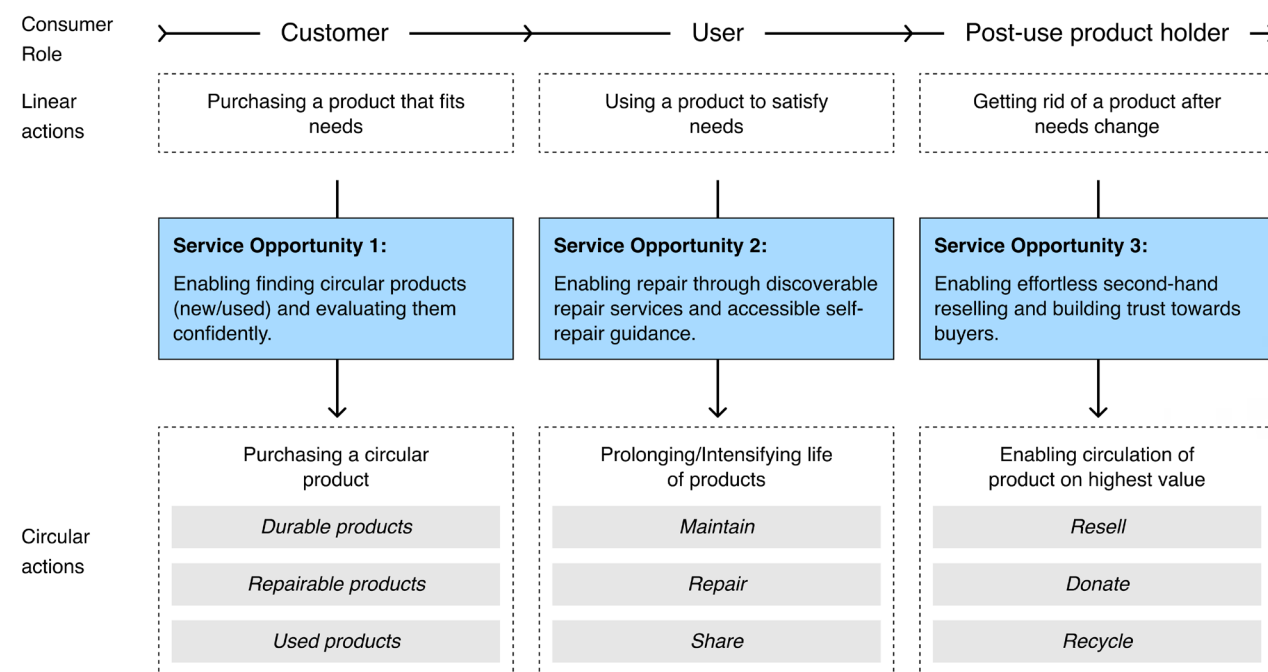 Consumer
Role
Customer
User
Post-use product holder
Linear
actions
Purchasing a product that fits
needs
Using a product to satisfy
needs
Getting rid of a product after
needs change
Service Opportunity 1:
Enabling finding circular products
(new/used) and evaluating them
confidently.
Service Opportunity 2:
Enabling repair through discoverable
repair services and accessible self-
repair guidance.
Service Opportunity 3:
Enabling effortless second-hand
reselling and building trust towards
buyers.
Circular
actions
Purchasing a circular
product
Durable products
Repairable products
Used products
Prolonging/Intensifying life
of products
Maintain
Repair
Share
Enabling circulation of
product on highest value
Resell
Donate
Recycle